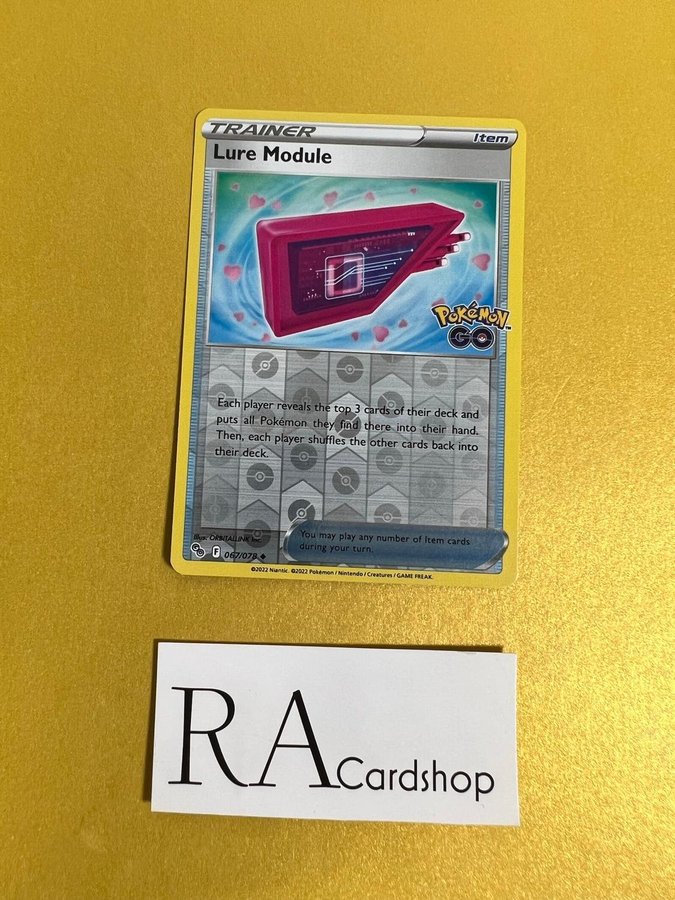 TRAINER Item
Lure Module
Pokémon
GO
Each player reveals the top 3 cards of their deck and
puts all Pokémon they find there into their hand.
Then, each player shuffles the other cards back into
their deck.
Illus. ORBITALLINK Inc.
You may play any number of Item cards
during your turn.
F 067/078
©2022 Niantic. ©2022 Pokémon / Nintendo / Creatures / GAME FREAK.
RA Cardshop